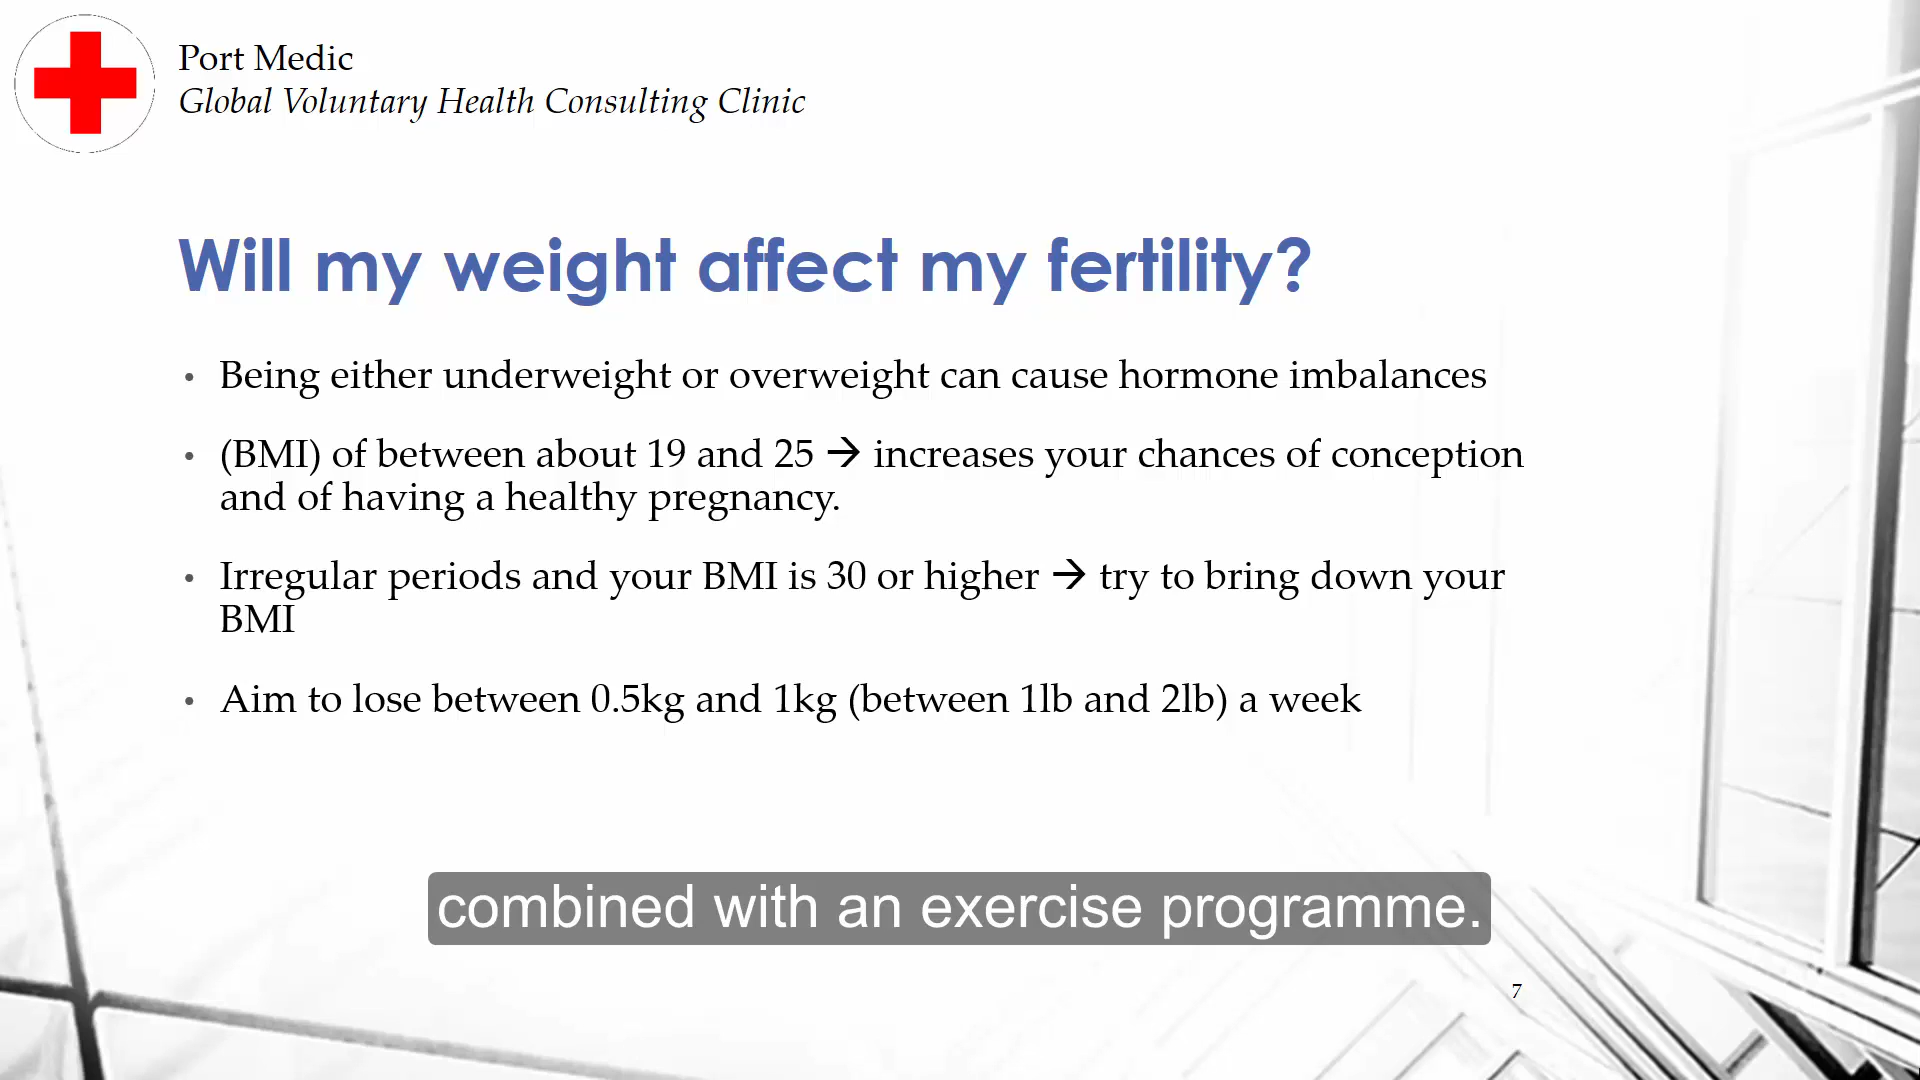 Port Medic
Global Voluntary Health Consulting Clinic
Will my weight affect my fertility?
• Being either underweight or overweight can cause hormone imbalances
• (BMI) of between about 19 and 25 → increases your chances of conception
and of having a healthy pregnancy.
• Irregular periods and your BMI is 30 or higher → try to bring down your
BMI
• Aim to lose between 0.5kg and 1kg (between 1lb and 2lb) a week
combined with an exercise programme.
7